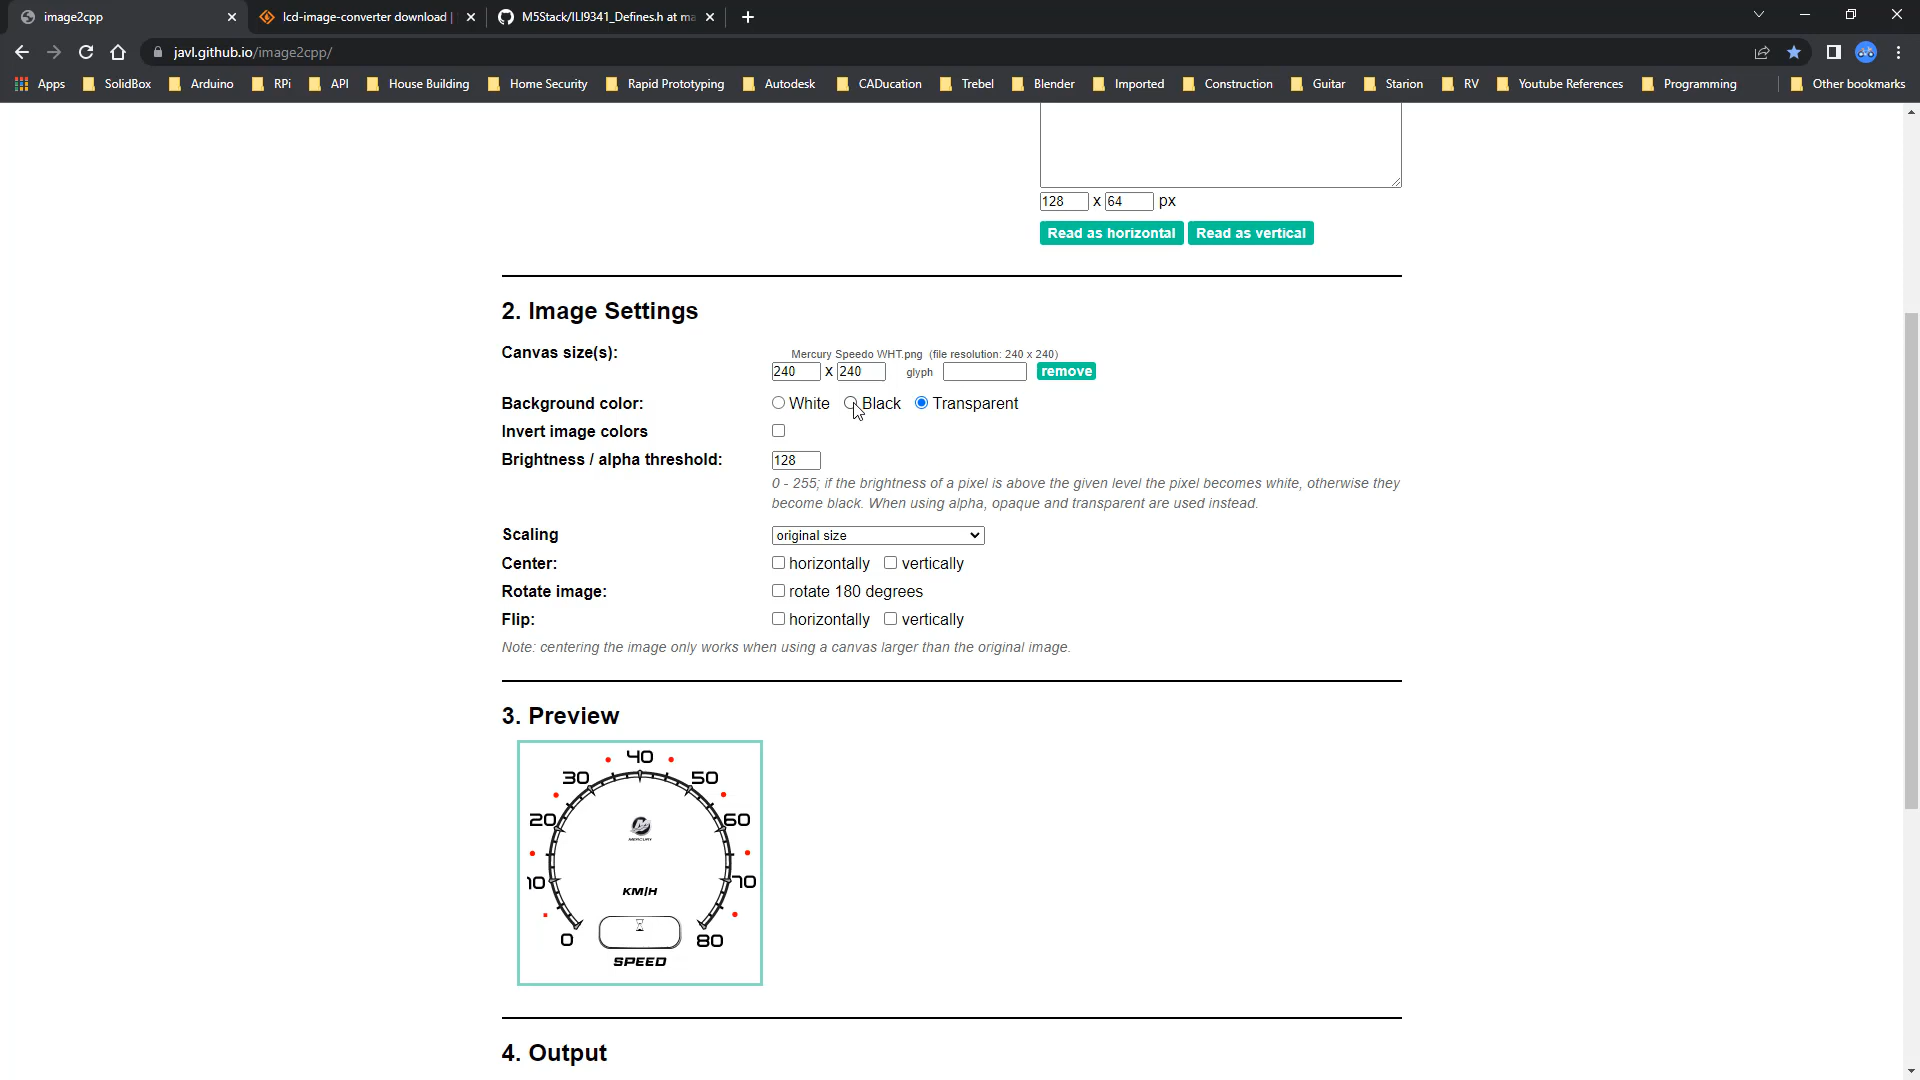 image2cpp
lcd-image-converter download |
M5Stack/ILI9341_Defines.h at ma
javl.github.io/image2cpp/
Apps SolidBox Arduino RPi API House Building Home Security Rapid Prototyping Autodesk CADucation Trebel Blender Imported Construction Guitar Starion RV Youtube References Programming Other bookmarks
128 x 64 px
Read as horizontal Read as vertical
2. Image Settings
Canvas size(s): Mercury Speedo WHT.png (file resolution: 240 x 240)
240 x 240 glyph remove
Background color: White Black Transparent
Invert image colors
Brightness / alpha threshold: 128
0 - 255; if the brightness of a pixel is above the given level the pixel becomes white, otherwise they
become black. When using alpha, opaque and transparent are used instead.
Scaling original size
Center: horizontally vertically
Rotate image: rotate 180 degrees
Flip: horizontally vertically
Note: centering the image only works when using a canvas larger than the original image.
3. Preview
40
30 50
20 60
MERCURY
10 70
KM/H
0 80
SPEED
4. Output